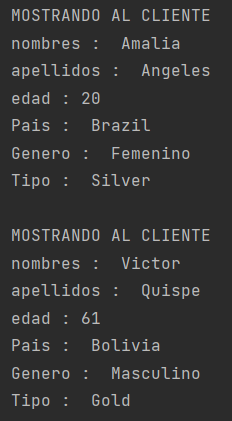 MOSTRANDO AL CLIENTE
nombres :  Amalia
apellidos :  Angeles
edad : 20
Pais :  Brazil
Genero :  Femenino
Tipo :  Silver

MOSTRANDO AL CLIENTE
nombres :  Victor
apellidos :  Quispe
edad : 61
Pais :  Bolivia
Genero :  Masculino
Tipo :  Gold